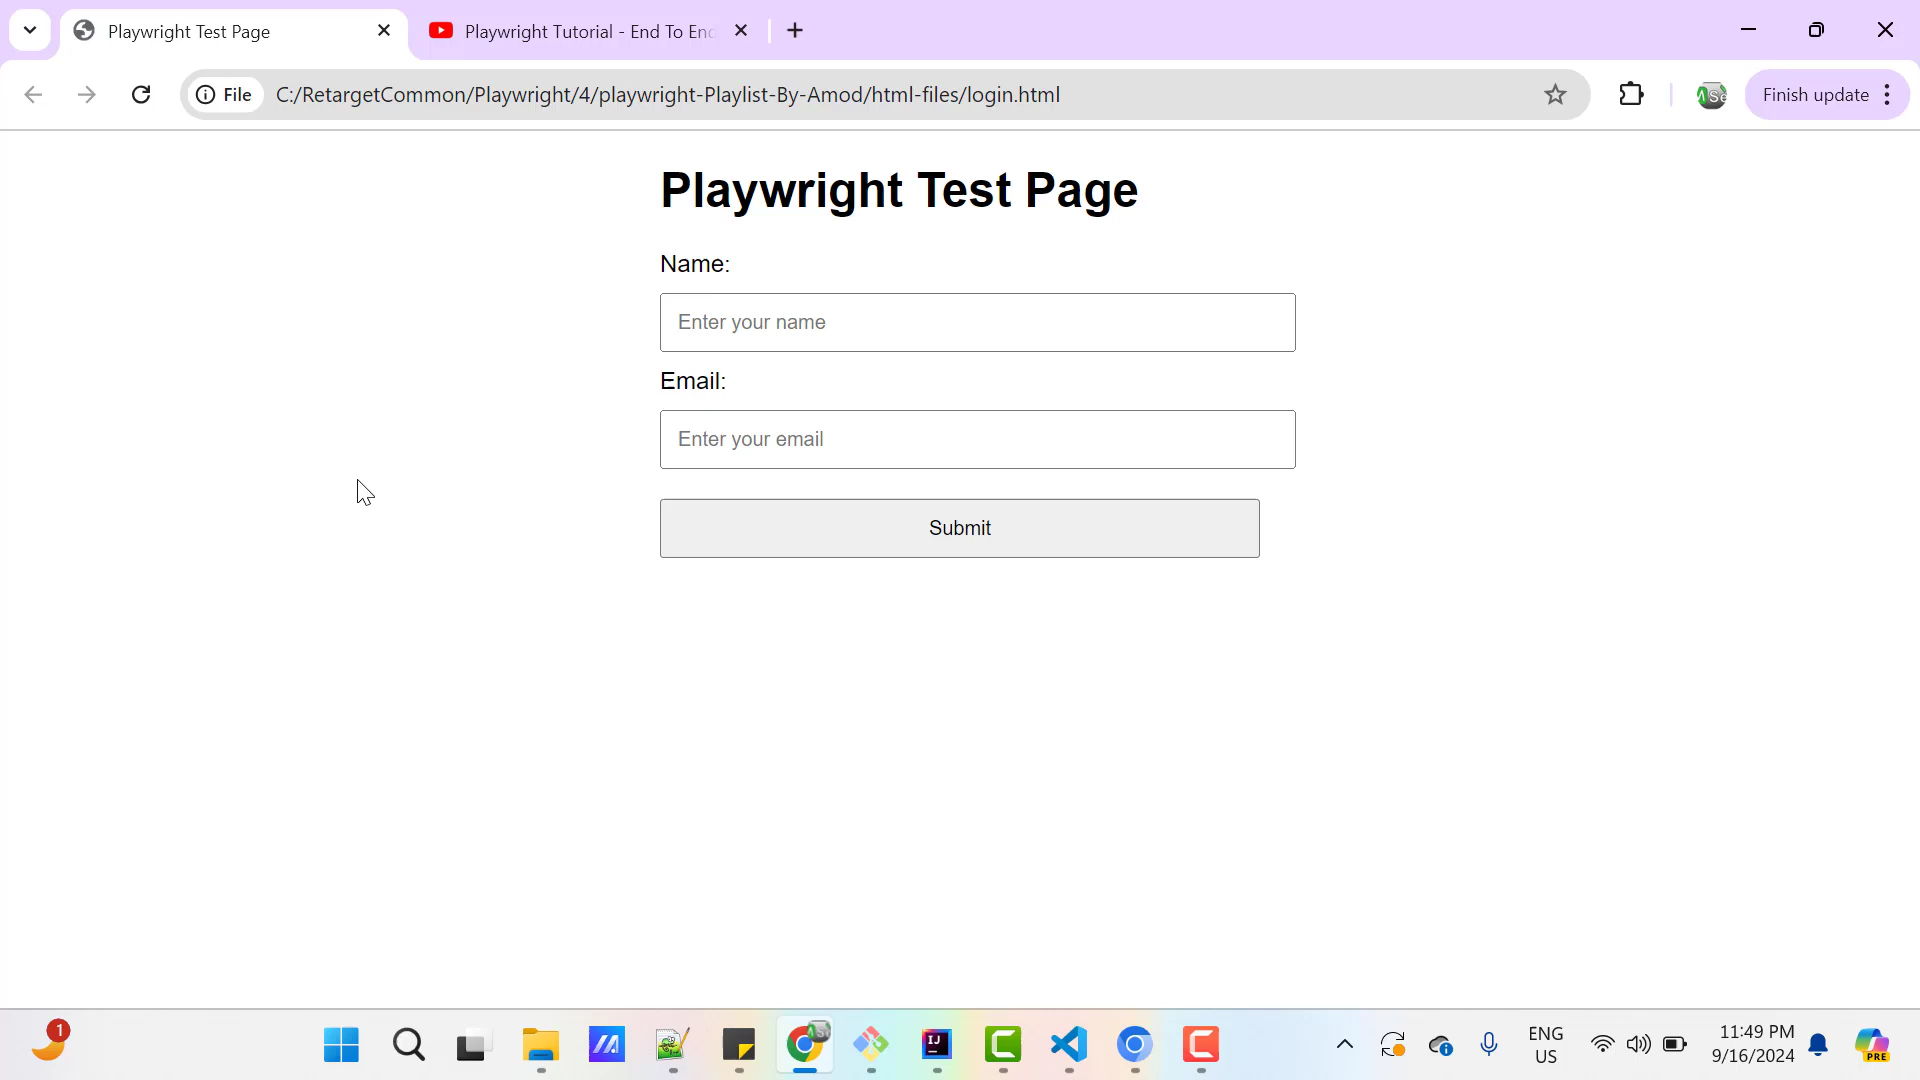 Playwright Test Page
Playwright Tutorial - End To End
File
C:/RetargetCommon/Playwright/4/playwright-Playlist-By-Amod/html-files/login.html
Finish update
Playwright Test Page
Name:
Enter your name
Email:
Enter your email
Submit
1
ENG
US
11:49 PM
9/16/2024
PRE